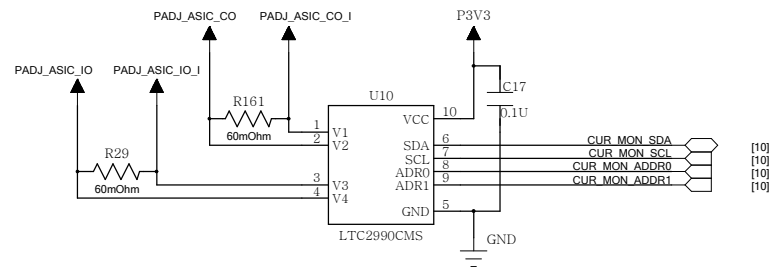 PADJ_ASIC_CO PADJ_ASIC_CO_I P3V3
PADJ_ASIC_IO PADJ_ASIC_IO_I
U10
C17
0.1U
R161
60mOhm
R29
60mOhm
1 V1
2 V2
3 V3
4 V4
VCC 10
SDA 6 CUR_MON_SDA [10]
SCL 7 CUR_MON_SCL [10]
ADR0 8 CUR_MON_ADDR0 [10]
ADR1 9 CUR_MON_ADDR1 [10]
GND 5
LTC2990CMS
GND